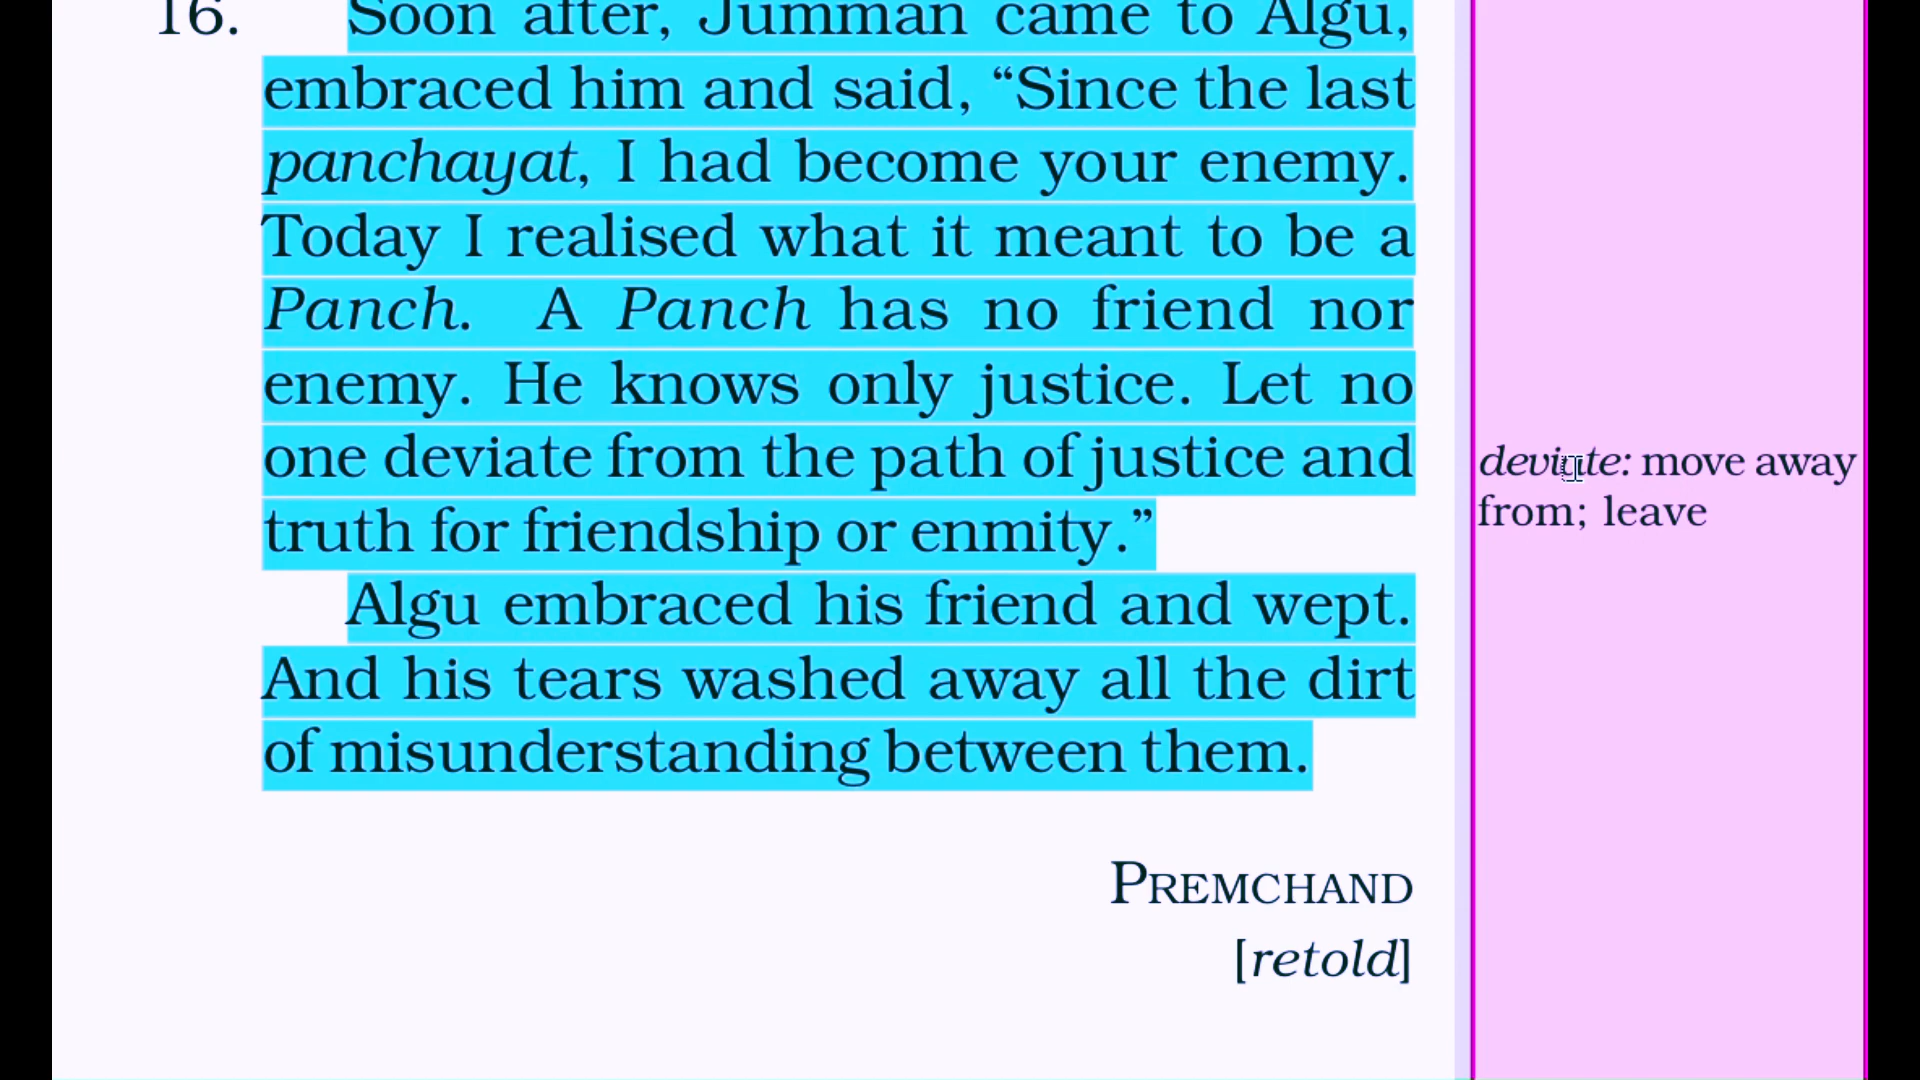 16. Soon after, Jumman came to Algu,
embraced him and said, “Since the last
panchayat, I had become your enemy.
Today I realised what it meant to be a
Panch. A Panch has no friend nor
enemy. He knows only justice. Let no
one deviate from the path of justice and
truth for friendship or enmity.”
Algu embraced his friend and wept.
And his tears washed away all the dirt
of misunderstanding between them.
PREMCHAND
[retold]
deviate: move away
from; leave